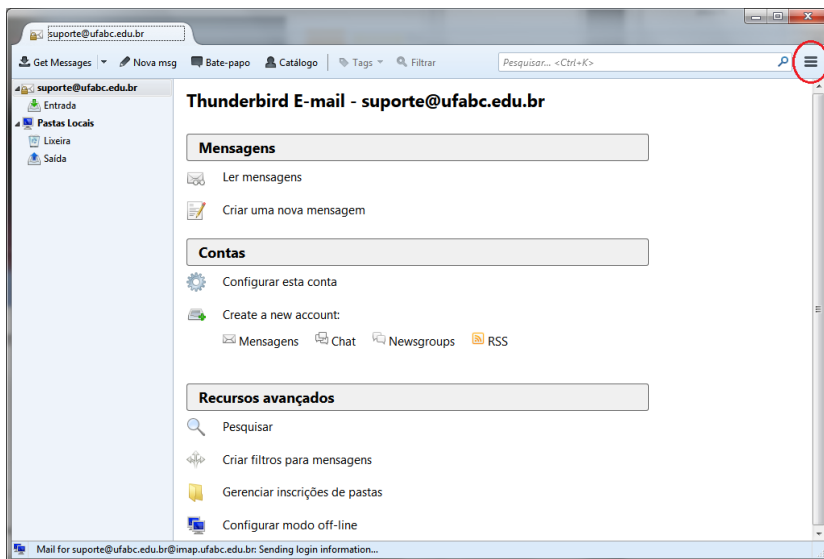 suporte@ufabc.edu.br
Get Messages Nova msg Bate-papo Catálogo Tags Filtrar Pesquisar... <Ctrl+K>
suporte@ufabc.edu.br
Entrada
Pastas Locais
Lixeira
Saída
Thunderbird E-mail - suporte@ufabc.edu.br
Mensagens
Ler mensagens
Criar uma nova mensagem
Contas
Configurar esta conta
Create a new account:
Mensagens Chat Newsgroups RSS
Recursos avançados
Pesquisar
Criar filtros para mensagens
Gerenciar inscrições de pastas
Configurar modo off-line
Mail for suporte@ufabc.edu.br@imap.ufabc.edu.br: Sending login information...